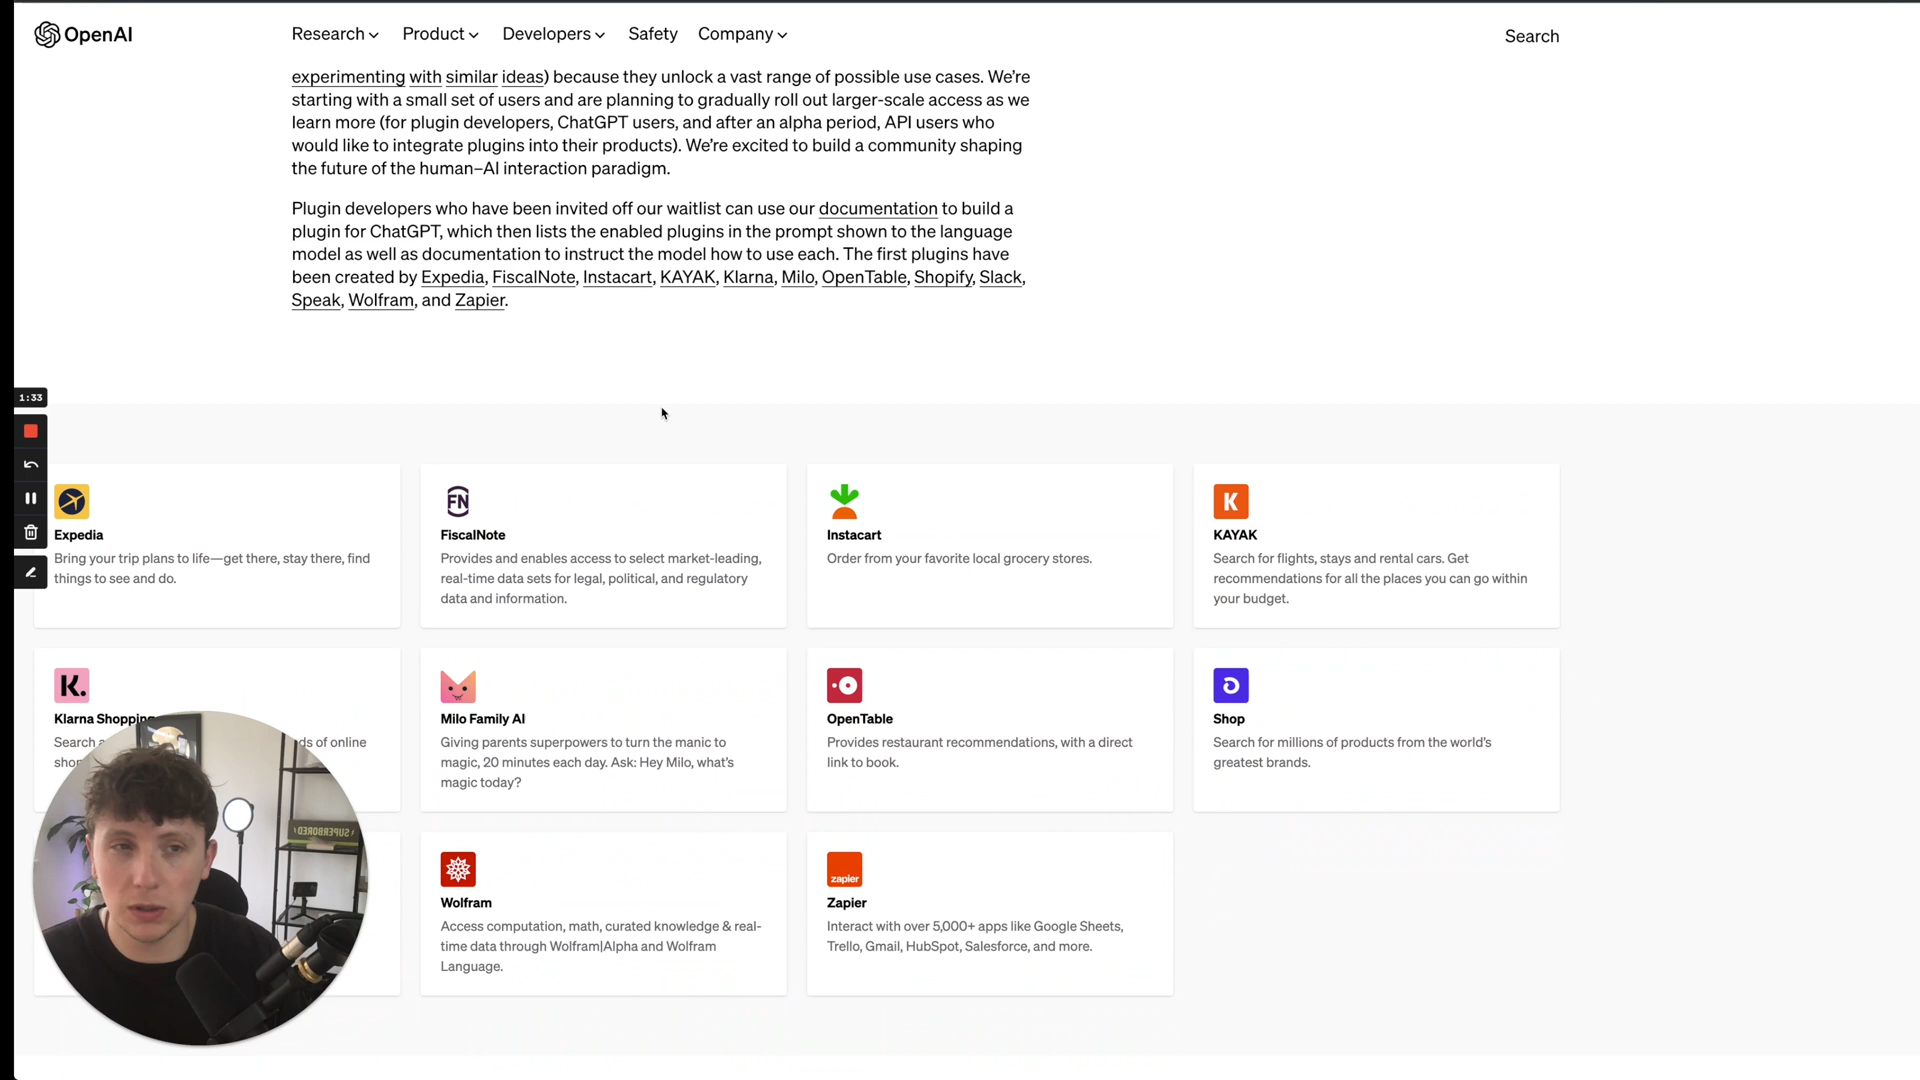 OpenAI
Research
Product
Developers
Safety
Company
Search
experimenting with similar ideas) because they unlock a vast range of possible use cases. We’re
starting with a small set of users and are planning to gradually roll out larger-scale access as we
learn more (for plugin developers, ChatGPT users, and after an alpha period, API users who
would like to integrate plugins into their products). We’re excited to build a community shaping
the future of the human–AI interaction paradigm.
Plugin developers who have been invited off our waitlist can use our documentation to build a
plugin for ChatGPT, which then lists the enabled plugins in the prompt shown to the language
model as well as documentation to instruct the model how to use each. The first plugins have
been created by Expedia, FiscalNote, Instacart, KAYAK, Klarna, Milo, OpenTable, Shopify, Slack,
Speak, Wolfram, and Zapier.
1:33
Expedia
Bring your trip plans to life—get there, stay there, find
things to see and do.
FN
FiscalNote
Provides and enables access to select market-leading,
real-time data sets for legal, political, and regulatory
data and information.
Instacart
Order from your favorite local grocery stores.
K
KAYAK
Search for flights, stays and rental cars. Get
recommendations for all the places you can go within
your budget.
K.
Klarna Shopping
Search
ds of online
shop
Milo Family AI
Giving parents superpowers to turn the manic to
magic, 20 minutes each day. Ask: Hey Milo, what’s
magic today?
OpenTable
Provides restaurant recommendations, with a direct
link to book.
Shop
Search for millions of products from the world’s
greatest brands.
SUPERBORED
Wolfram
Access computation, math, curated knowledge & real-
time data through Wolfram|Alpha and Wolfram
Language.
zapier
Zapier
Interact with over 5,000+ apps like Google Sheets,
Trello, Gmail, HubSpot, Salesforce, and more.